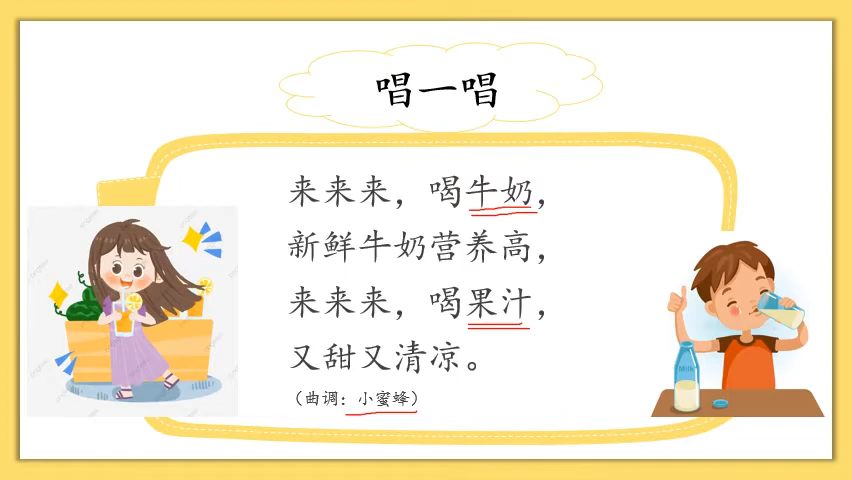 唱一唱
来来来，喝牛奶，
新鲜牛奶营养高，
来来来，喝果汁，
又甜又清凉。
（曲调：小蜜蜂）
Milk